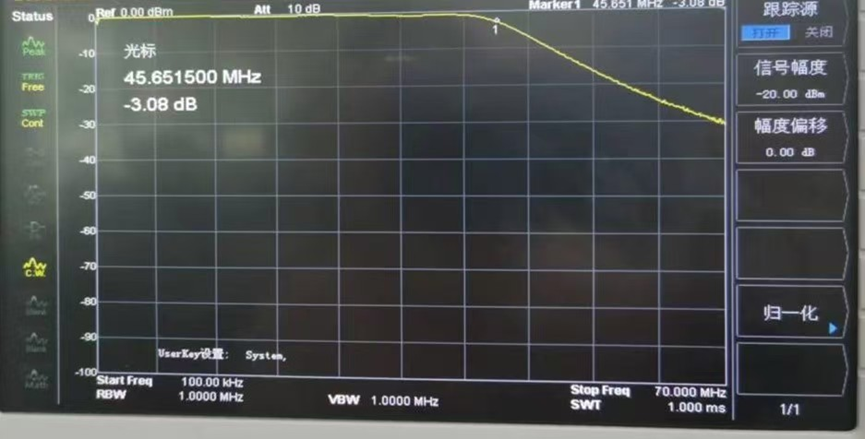 Status
Ref 0.00 dBm
Att 10 dB
Marker1 45.651 MHz -3.08 dB
跟踪源
打开 关闭
信号幅度
-20.00 dBm
幅度偏移
0.00 dB
归一化
1/1
Peak
TRIG
Free
SWP
Cont
C.W.
Blank
Blank
Math
光标
45.651500 MHz
-3.08 dB
1
0
-10
-20
-30
-40
-50
-60
-70
-80
-90
-100
UserKey设置: System,
Start Freq 100.00 kHz
Stop Freq 70.000 MHz
RBW 1.0000 MHz
VBW 1.0000 MHz
SWT 1.000 ms